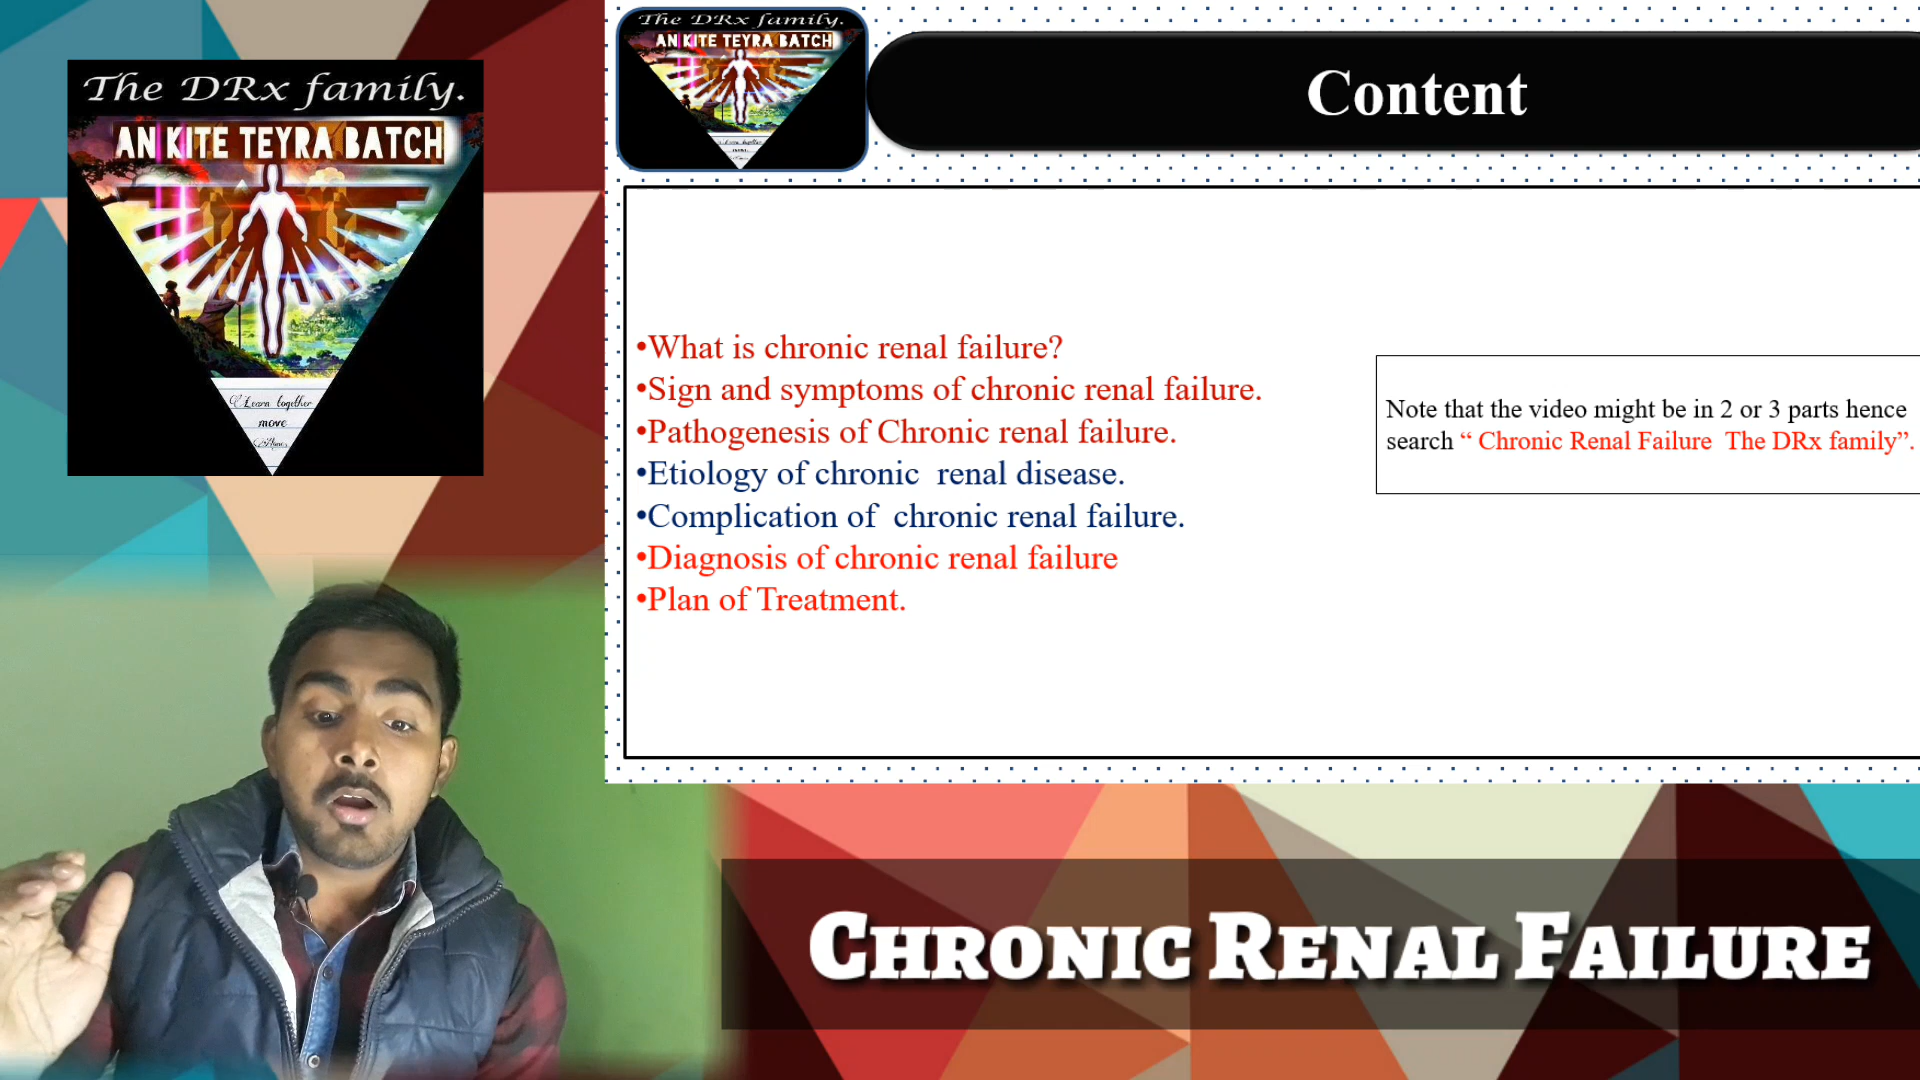 The DRx family.
AN KITE TEYRA BATCH
Learn together
move
The DRx family.
AN KITE TEYRA BATCH
Content
•What is chronic renal failure?
•Sign and symptoms of chronic renal failure.
•Pathogenesis of Chronic renal failure.
•Etiology of chronic  renal disease.
•Complication of  chronic renal failure.
•Diagnosis of chronic renal failure
•Plan of Treatment.
Note that the video might be in 2 or 3 parts hence
search “ Chronic Renal Failure  The DRx family”.
CHRONIC RENAL FAILURE